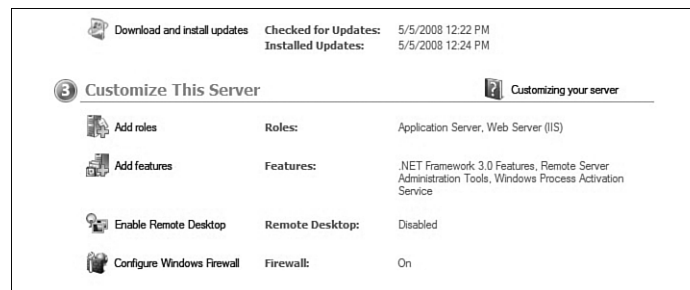 Download and install updates Checked for Updates: 5/5/2008 12:22 PM
Installed Updates: 5/5/2008 12:24 PM
3 Customize This Server Customizing your server
Add roles Roles: Application Server, Web Server (IIS)
Add features Features: .NET Framework 3.0 Features, Remote Server
Administration Tools, Windows Process Activation
Service
Enable Remote Desktop Remote Desktop: Disabled
Configure Windows Firewall Firewall: On